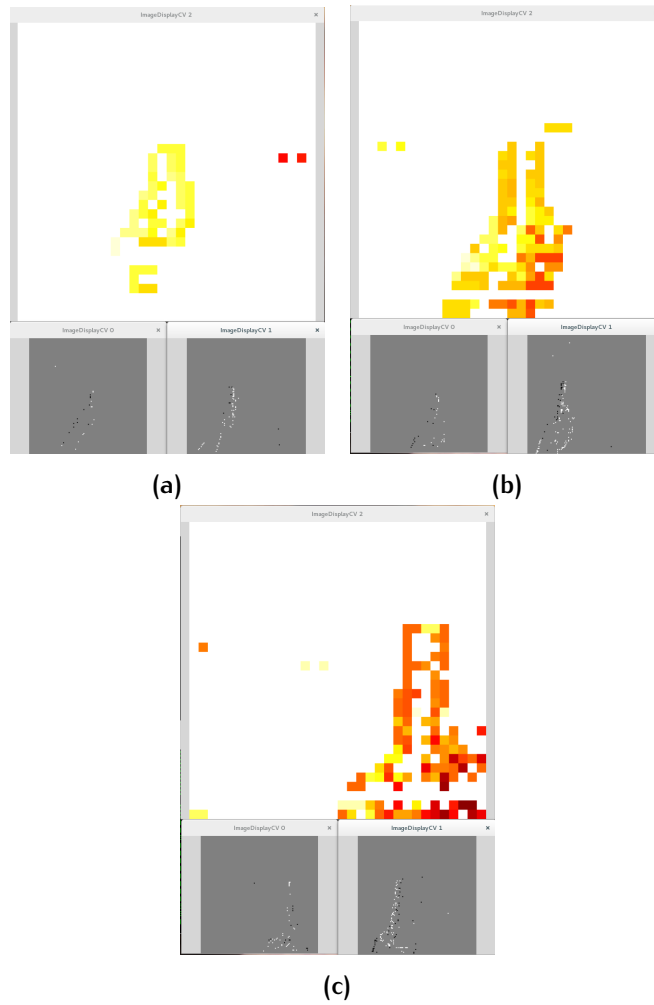 ImageDisplayCV 2 ×
ImageDisplayCV 0 × ImageDisplayCV 1 ×
(a)
ImageDisplayCV 2
ImageDisplayCV 0 × ImageDisplayCV 1
(b)
ImageDisplayCV 2 ×
ImageDisplayCV 0 × ImageDisplayCV 1 ×
(c)